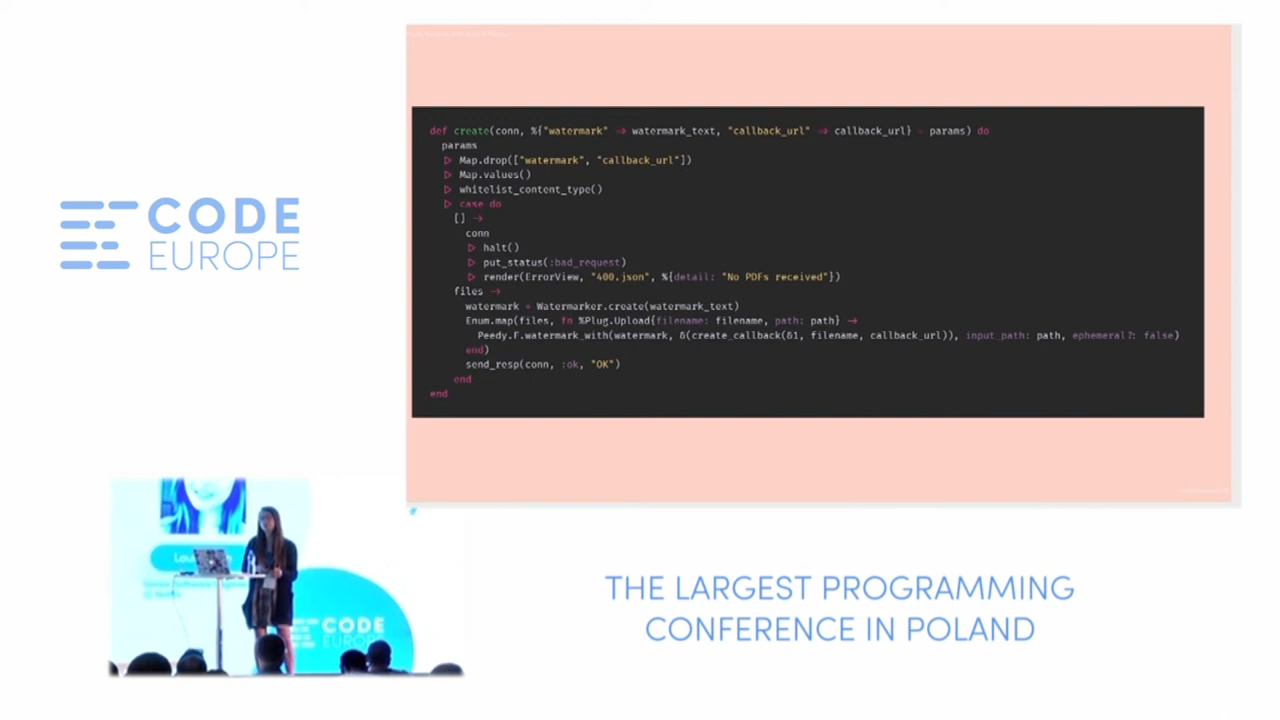 def create(conn, %{"watermark" => watermark_text, "callback_url" => callback_url} = params) do
params
|> Map.drop(["watermark", "callback_url"])
|> Map.values()
|> whitelist_content_type()
|> case do
[] ->
conn
|> halt()
|> put_status(:bad_request)
|> render(ErrorView, "400.json", %{detail: "No PDFs received"})
files ->
watermark = Watermarker.create(watermark_text)
Enum.map(files, fn %Plug.Upload{filename: filename, path: path} ->
Peedy.F.watermark_with(watermark, &(create_callback(&1, filename, callback_url)), input_path: path, ephemeral?: false)
end)
send_resp(conn, :ok, "OK")
end
end
CODE
EUROPE
CODE
EUROPE
THE LARGEST PROGRAMMING
CONFERENCE IN POLAND